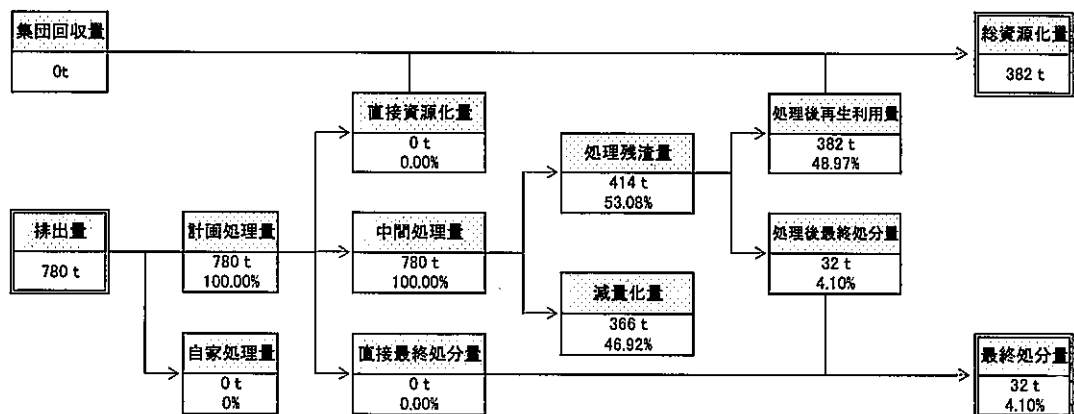 集団回収量
0t
総資源化量
382 t
直接資源化量
0 t
0.00%
処理後再生利用量
382 t
48.97%
処理残渣量
414 t
53.08%
排出量
780 t
計画処理量
780 t
100.00%
中間処理量
780 t
100.00%
処理後最終処分量
32 t
4.10%
減量化量
366 t
46.92%
自家処理量
0 t
0%
直接最終処分量
0 t
0.00%
最終処分量
32 t
4.10%